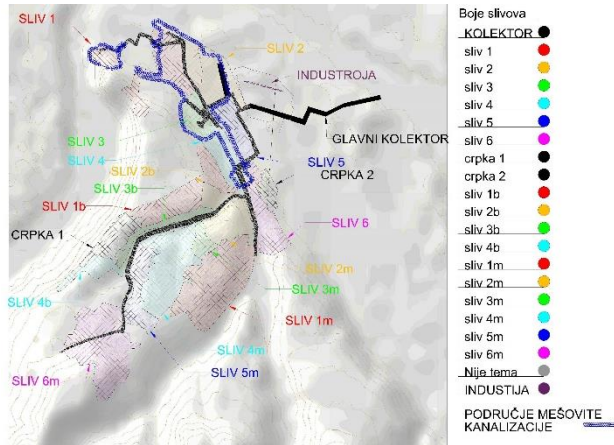 SLIV 1
SLIV 2
INDUSTROJA
SLIV 3
GLAVNI KOLEKTOR
SLIV 4
SLIV 5
SLIV 2b
CRPKA 2
SLIV 3b
SLIV 1b
SLIV 6
CRPKA 1
SLIV 2m
SLIV 3m
SLIV 4b
SLIV 1m
SLIV 4m
SLIV 5m
SLIV 6m
Boje slivova
KOLEKTOR
sliv 1
sliv 2
sliv 3
sliv 4
sliv 5
sliv 6
crpka 1
crpka 2
sliv 1b
sliv 2b
sliv 3b
sliv 4b
sliv 1m
sliv 2m
sliv 3m
sliv 4m
sliv 5m
sliv 6m
Nije tema
INDUSTIJA
PODRUČJE MEŠOVITE
KANALIZACIJE